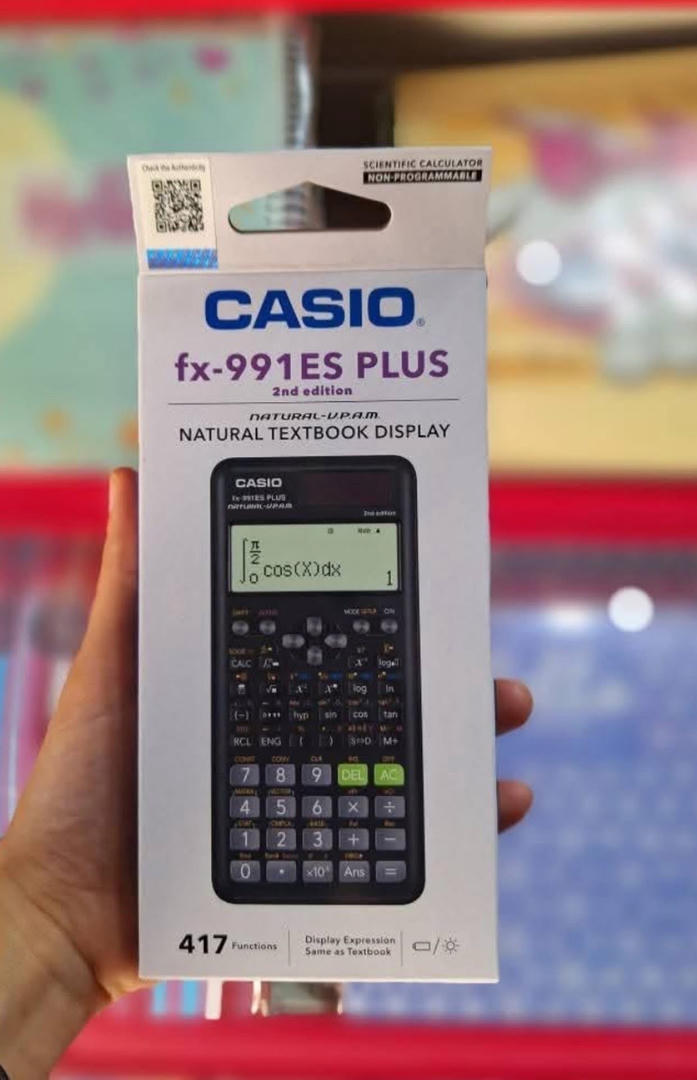 Check the Authenticity
SCIENTIFIC CALCULATOR
NON-PROGRAMMABLE
CASIO®
fx-991ES PLUS
2nd edition
NATURAL-V.P.A.M.
NATURAL TEXTBOOK DISPLAY
CASIO
fx-991ES PLUS
NATURAL-V.P.A.M.
2nd edition
Math ▲
∫ π/2 0 cos(X)dx
1
SHIFT ALPHA MODE SETUP ON
CALC
log
ln
(−) hyp sin cos tan
RCL ENG ( ) S⇔D M+
7 8 9 DEL AC
4 5 6 × ÷
1 2 3 + −
0 • ×10ˣ Ans =
417 Functions
Display Expression
Same as Textbook